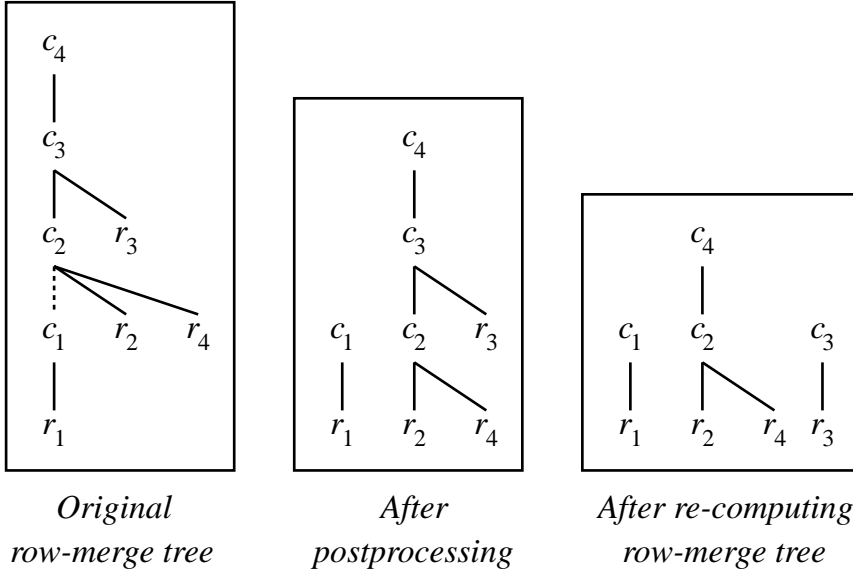 c4
c3
c2 r3
c1 r2 r4
r1
Original
row-merge tree
c4
c3
c1 c2 r3
r1 r2 r4
After
postprocessing
c4
c1 c2 c3
r1 r2 r4 r3
After re-computing
row-merge tree